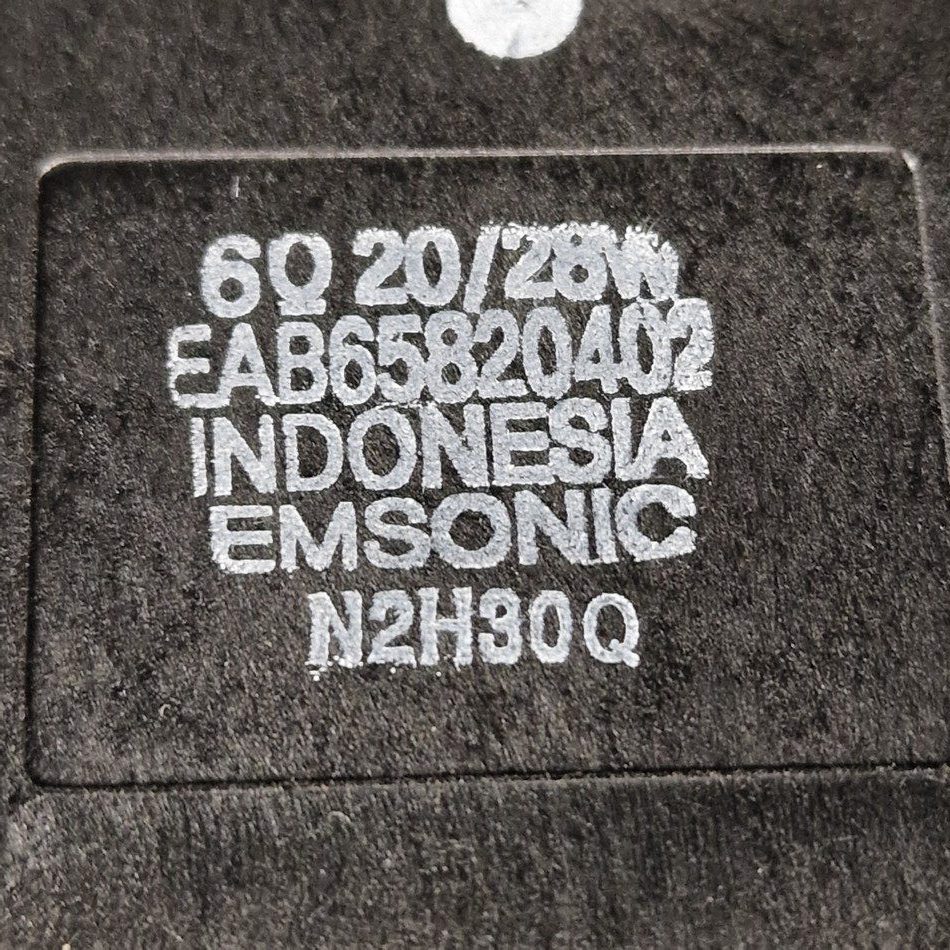 6Ω 20/28W
EAB65820402
INDONESIA
EMSONIC
N2H30Q